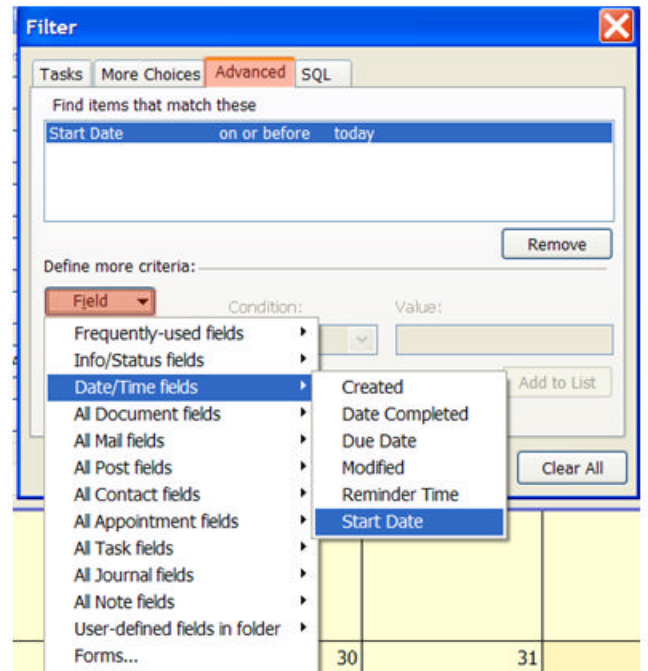 Filter
Tasks More Choices Advanced SQL
Find items that match these
Start Date on or before today
Remove
Define more criteria:
Field Condition: Value:
Frequently-used fields
Info/Status fields
Date/Time fields Created Add to List
All Document fields Date Completed
All Mail fields Due Date
All Post fields Modified Clear All
All Contact fields Reminder Time
All Appointment fields Start Date
All Task fields
All Journal fields
All Note fields
User-defined fields in folder
Forms... 30 31